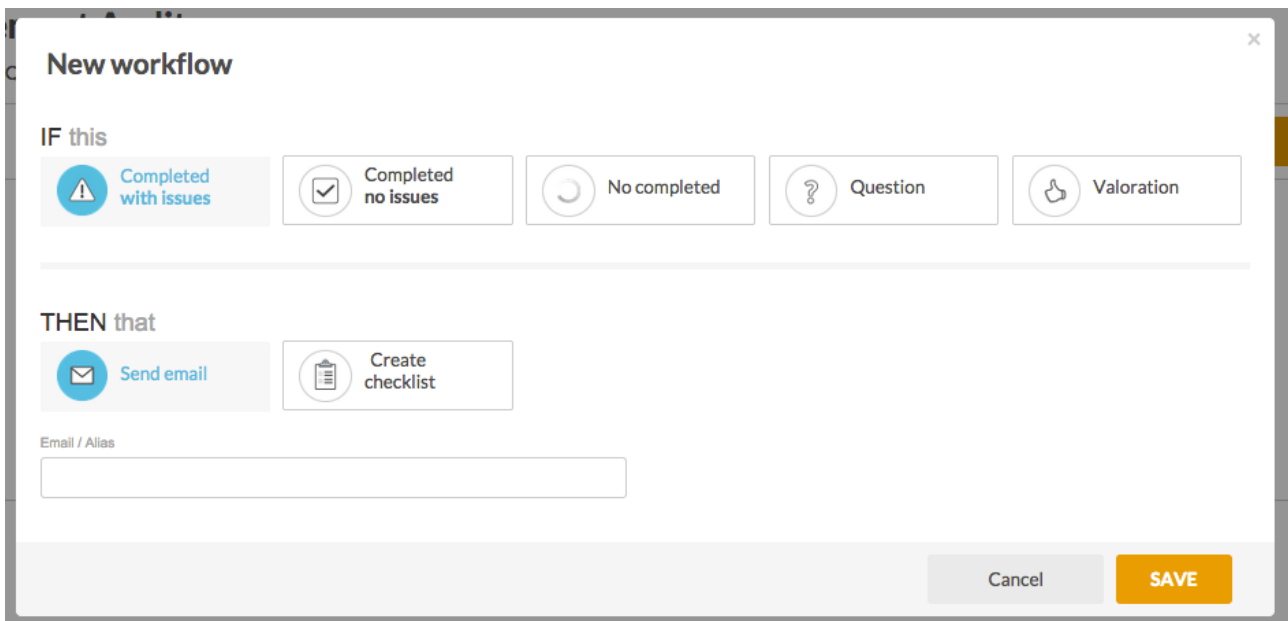 New workflow
×
IF this
Completed
with issues
Completed
no issues
No completed
Question
Valoration
THEN that
Send email
Create
checklist
Email / Alias
Cancel
SAVE